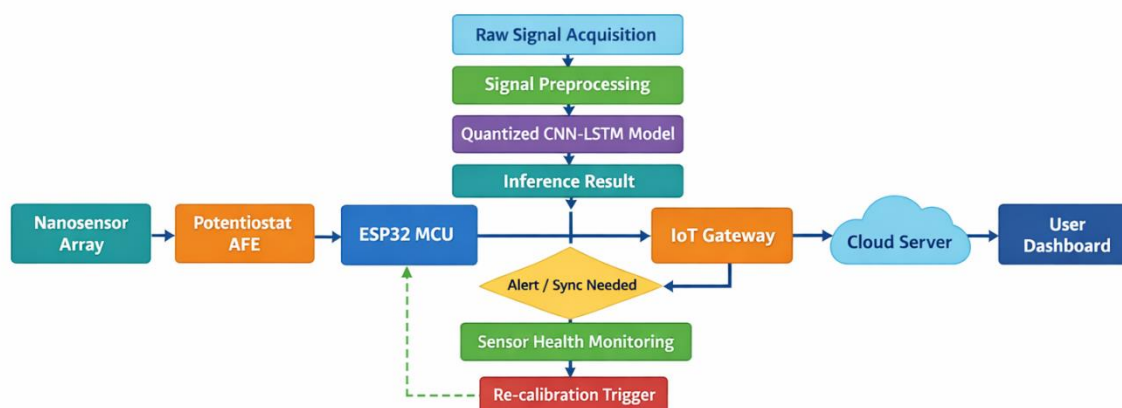 Raw Signal Acquisition
Signal Preprocessing
Quantized CNN-LSTM Model
Inference Result
Nanosensor
Array
Potentiostat
AFE
ESP32 MCU
IoT Gateway
Cloud Server
User
Dashboard
Alert / Sync Needed
Sensor Health Monitoring
Re-calibration Trigger